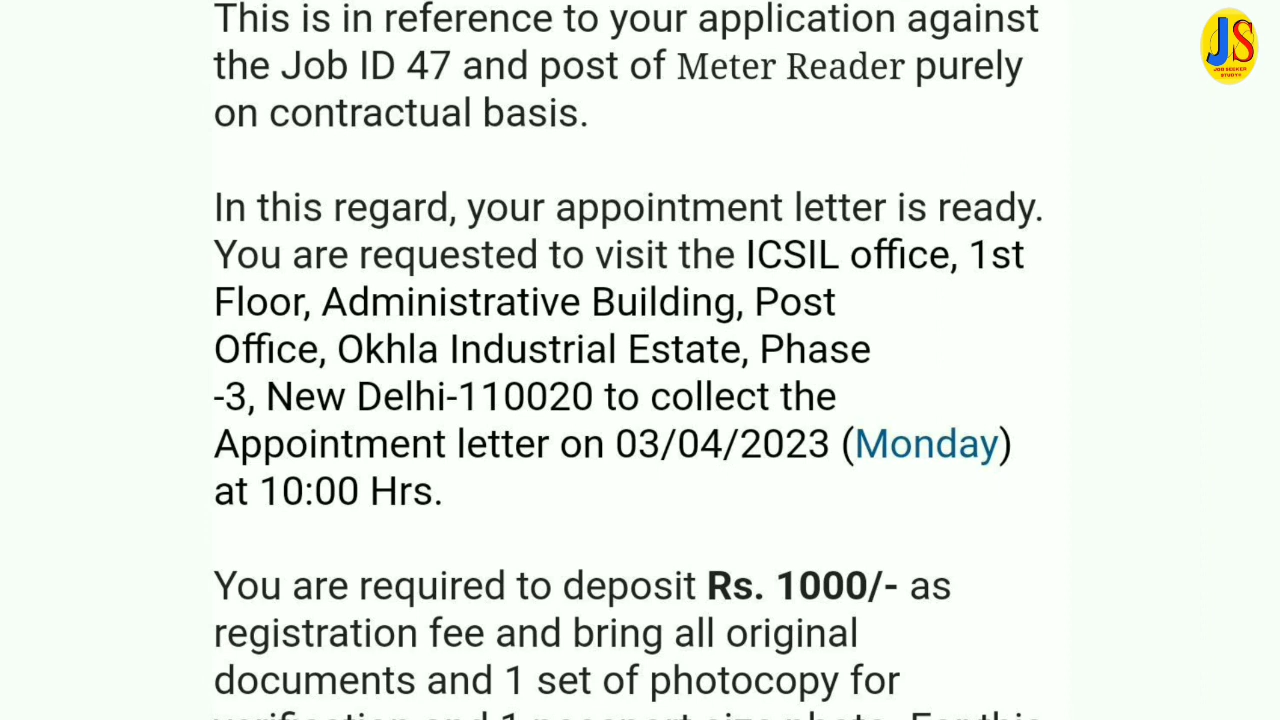 This is in reference to your application against
the Job ID 47 and post of Meter Reader purely
on contractual basis.
In this regard, your appointment letter is ready.
You are requested to visit the ICSIL office, 1st
Floor, Administrative Building, Post
Office, Okhla Industrial Estate, Phase
-3, New Delhi-110020 to collect the
Appointment letter on 03/04/2023 (Monday)
at 10:00 Hrs.
You are required to deposit Rs. 1000/- as
registration fee and bring all original
documents and 1 set of photocopy for
JS
JOB SEEKER